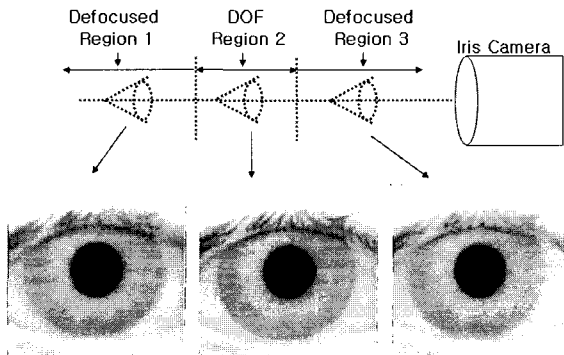 Defocused
Region 1
DOF
Region 2
Defocused
Region 3
Iris Camera